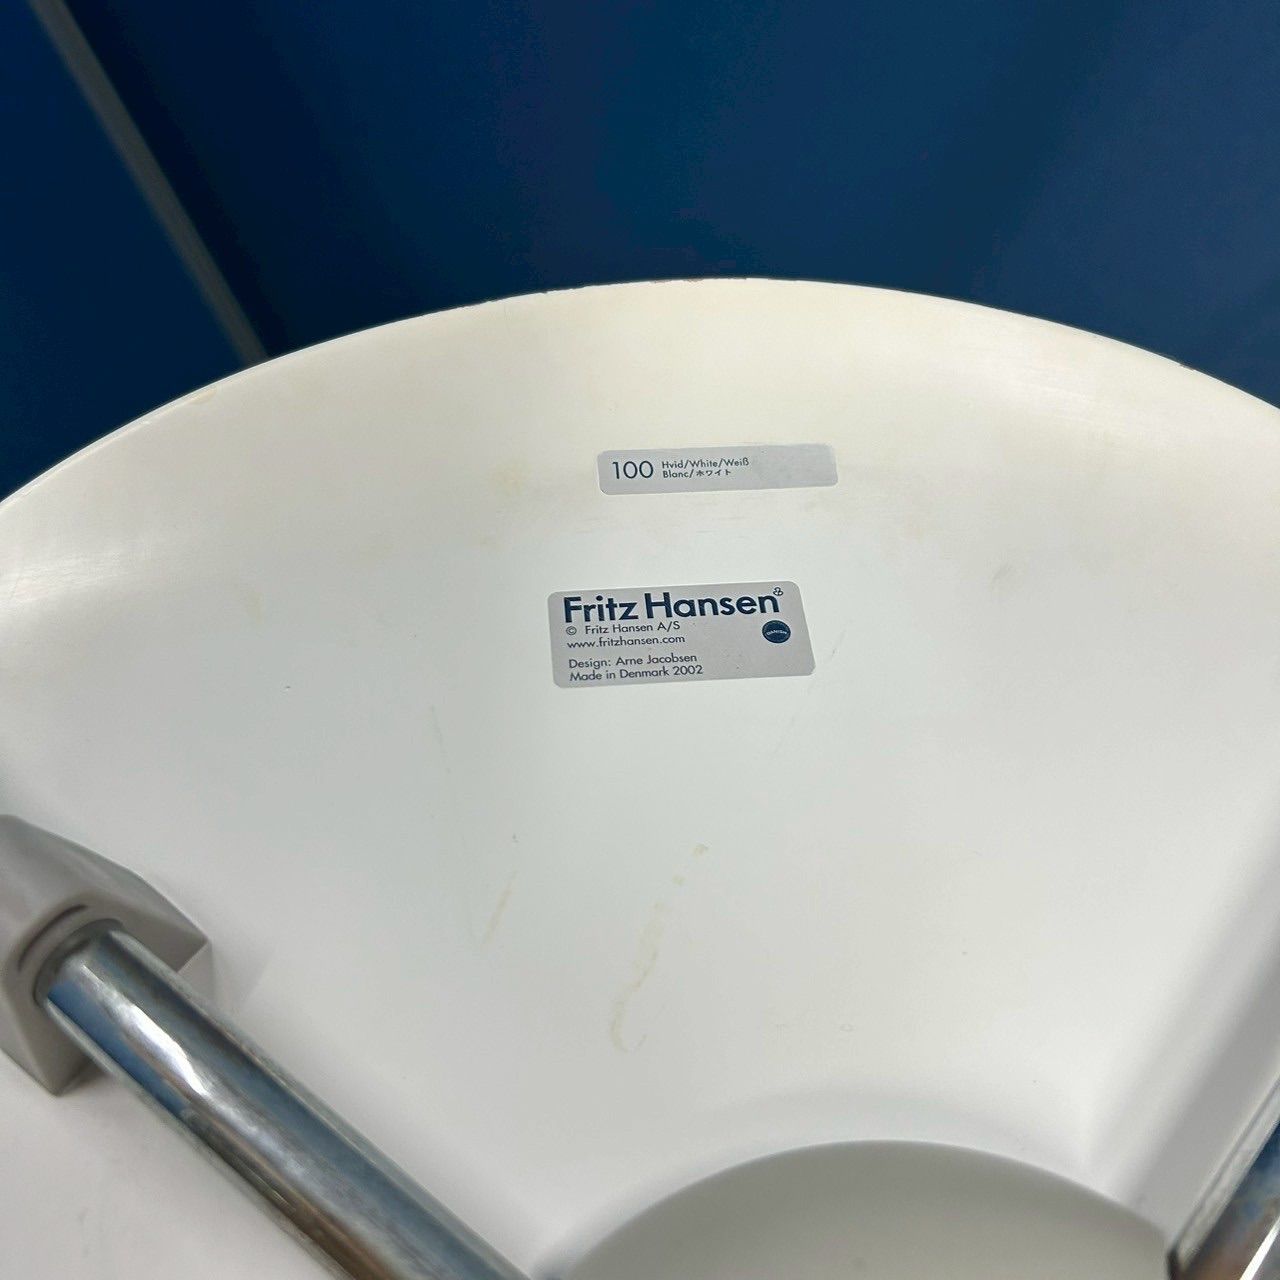 100 Hvid/White/Weiß
Blanc/ホワイト
Fritz Hansen
© Fritz Hansen A/S
www.fritzhansen.com
DANISH
Design: Arne Jacobsen
Made in Denmark 2002